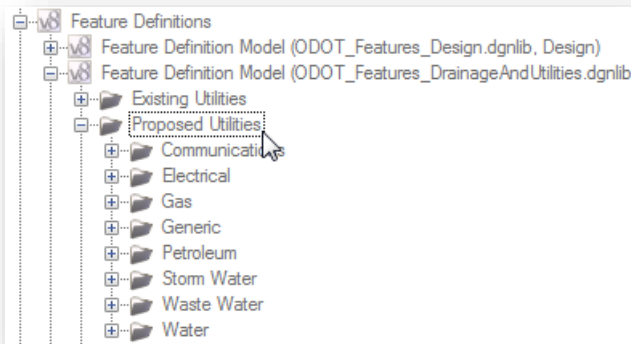 Feature Definitions
Feature Definition Model (ODOT_Features_Design.dgnlib, Design)
Feature Definition Model (ODOT_Features_DrainageAndUtilities.dgnlib
Existing Utilities
Proposed Utilities
Communications
Electrical
Gas
Generic
Petroleum
Storm Water
Waste Water
Water